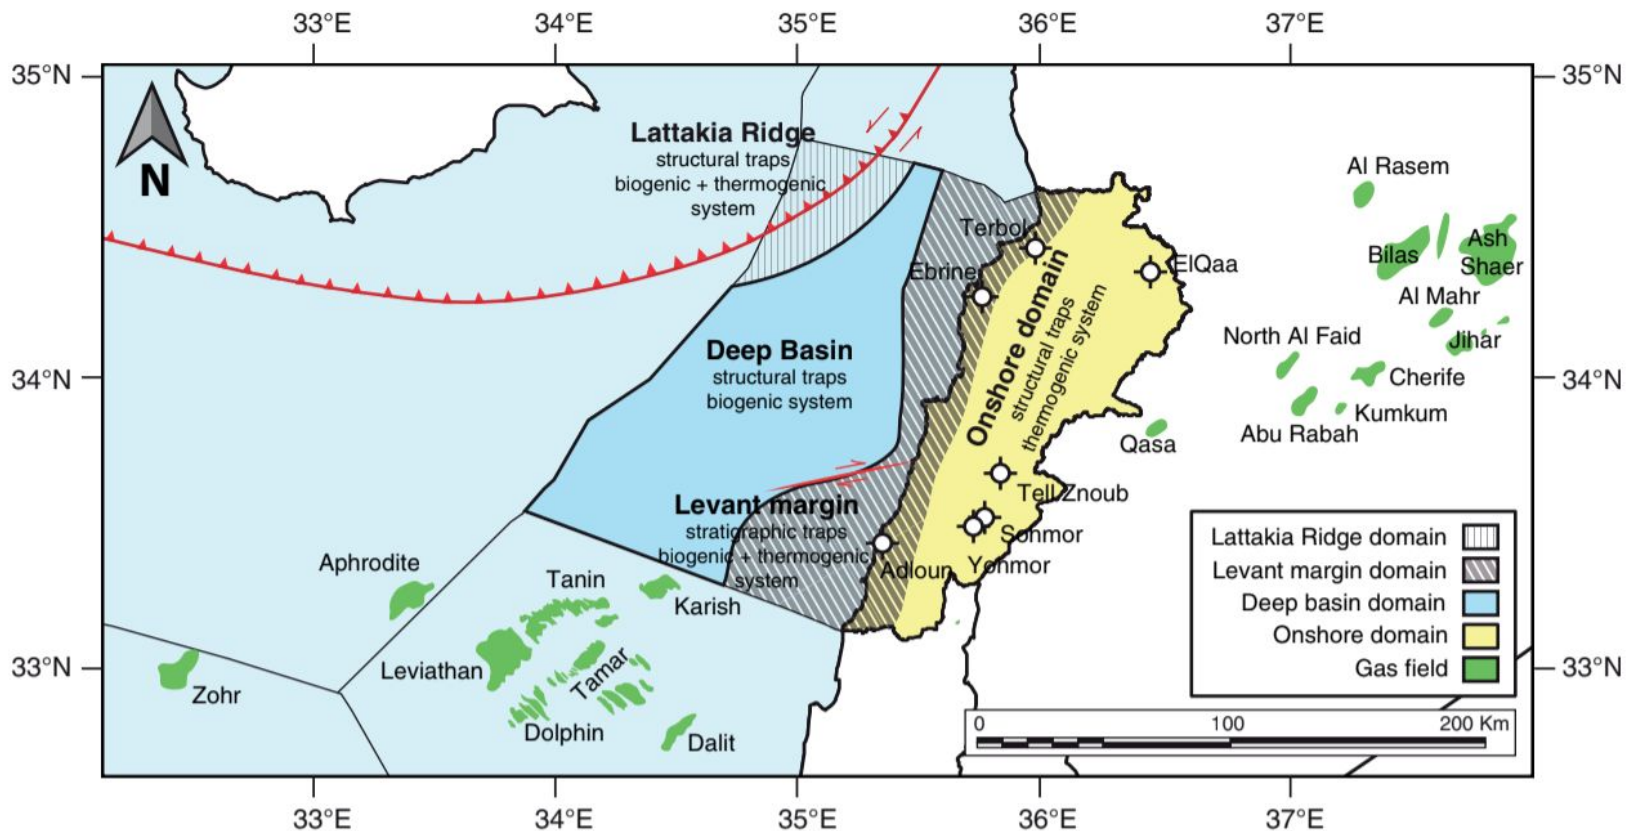 33°E
34°E
35°E
36°E
37°E
35°N
35°N
N
Lattakia Ridge
structural traps
biogenic + thermogenic
system
Al Rasem
Terbol
Ebrine
ElQaa
Bilas
Ash
Shaer
Al Mahr
Jihar
North Al Faid
Cherife
Kumkum
Abu Rabah
Qasa
34°N
34°N
Deep Basin
structural traps
biogenic system
Onshore domain
structural traps
thermogenic system
Levant margin
stratigraphic traps
biogenic + thermogenic
system
Tell Znoub
Sohmor
Yohmor
Adloun
Aphrodite
Tanin
Karish
Leviathan
Tamar
Zohr
Dolphin
Dalit
33°N
33°N
Lattakia Ridge domain
Levant margin domain
Deep basin domain
Onshore domain
Gas field
0
100
200 Km
33°E
34°E
35°E
36°E
37°E